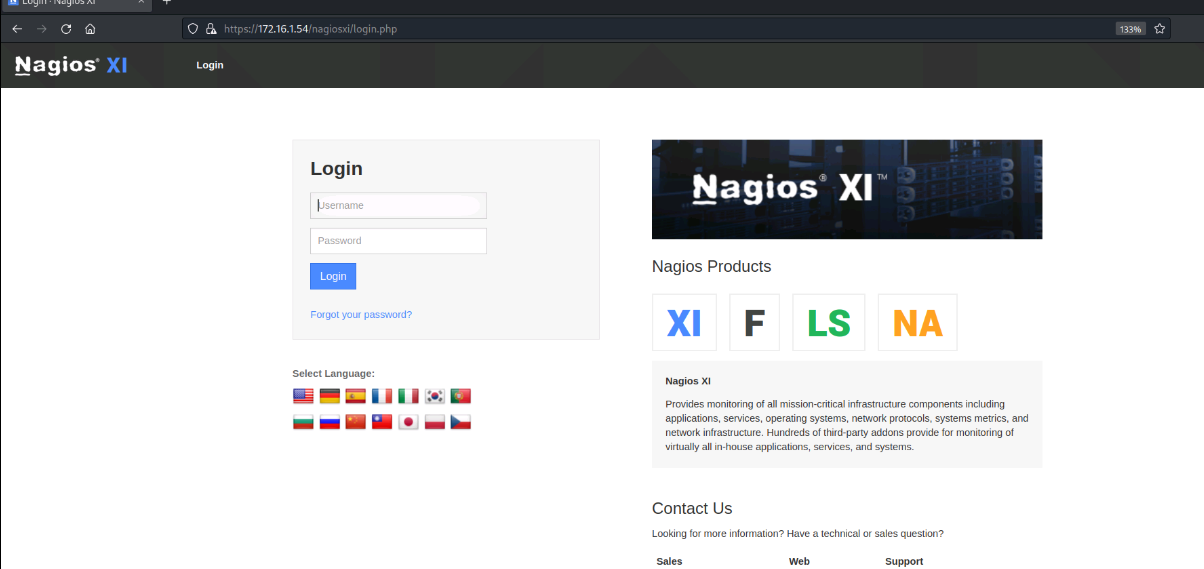 Login · Nagios XI
https://172.16.1.54/nagiosxi/login.php
133%
Nagios® XI
Login
Login
Username
Password
Login
Forgot your password?
Select Language:
Nagios® XI™
Nagios Products
XI
F
LS
NA
Nagios XI
Provides monitoring of all mission-critical infrastructure components including
applications, services, operating systems, network protocols, systems metrics, and
network infrastructure. Hundreds of third-party addons provide for monitoring of
virtually all in-house applications, services, and systems.
Contact Us
Looking for more information? Have a technical or sales question?
Sales
Web
Support